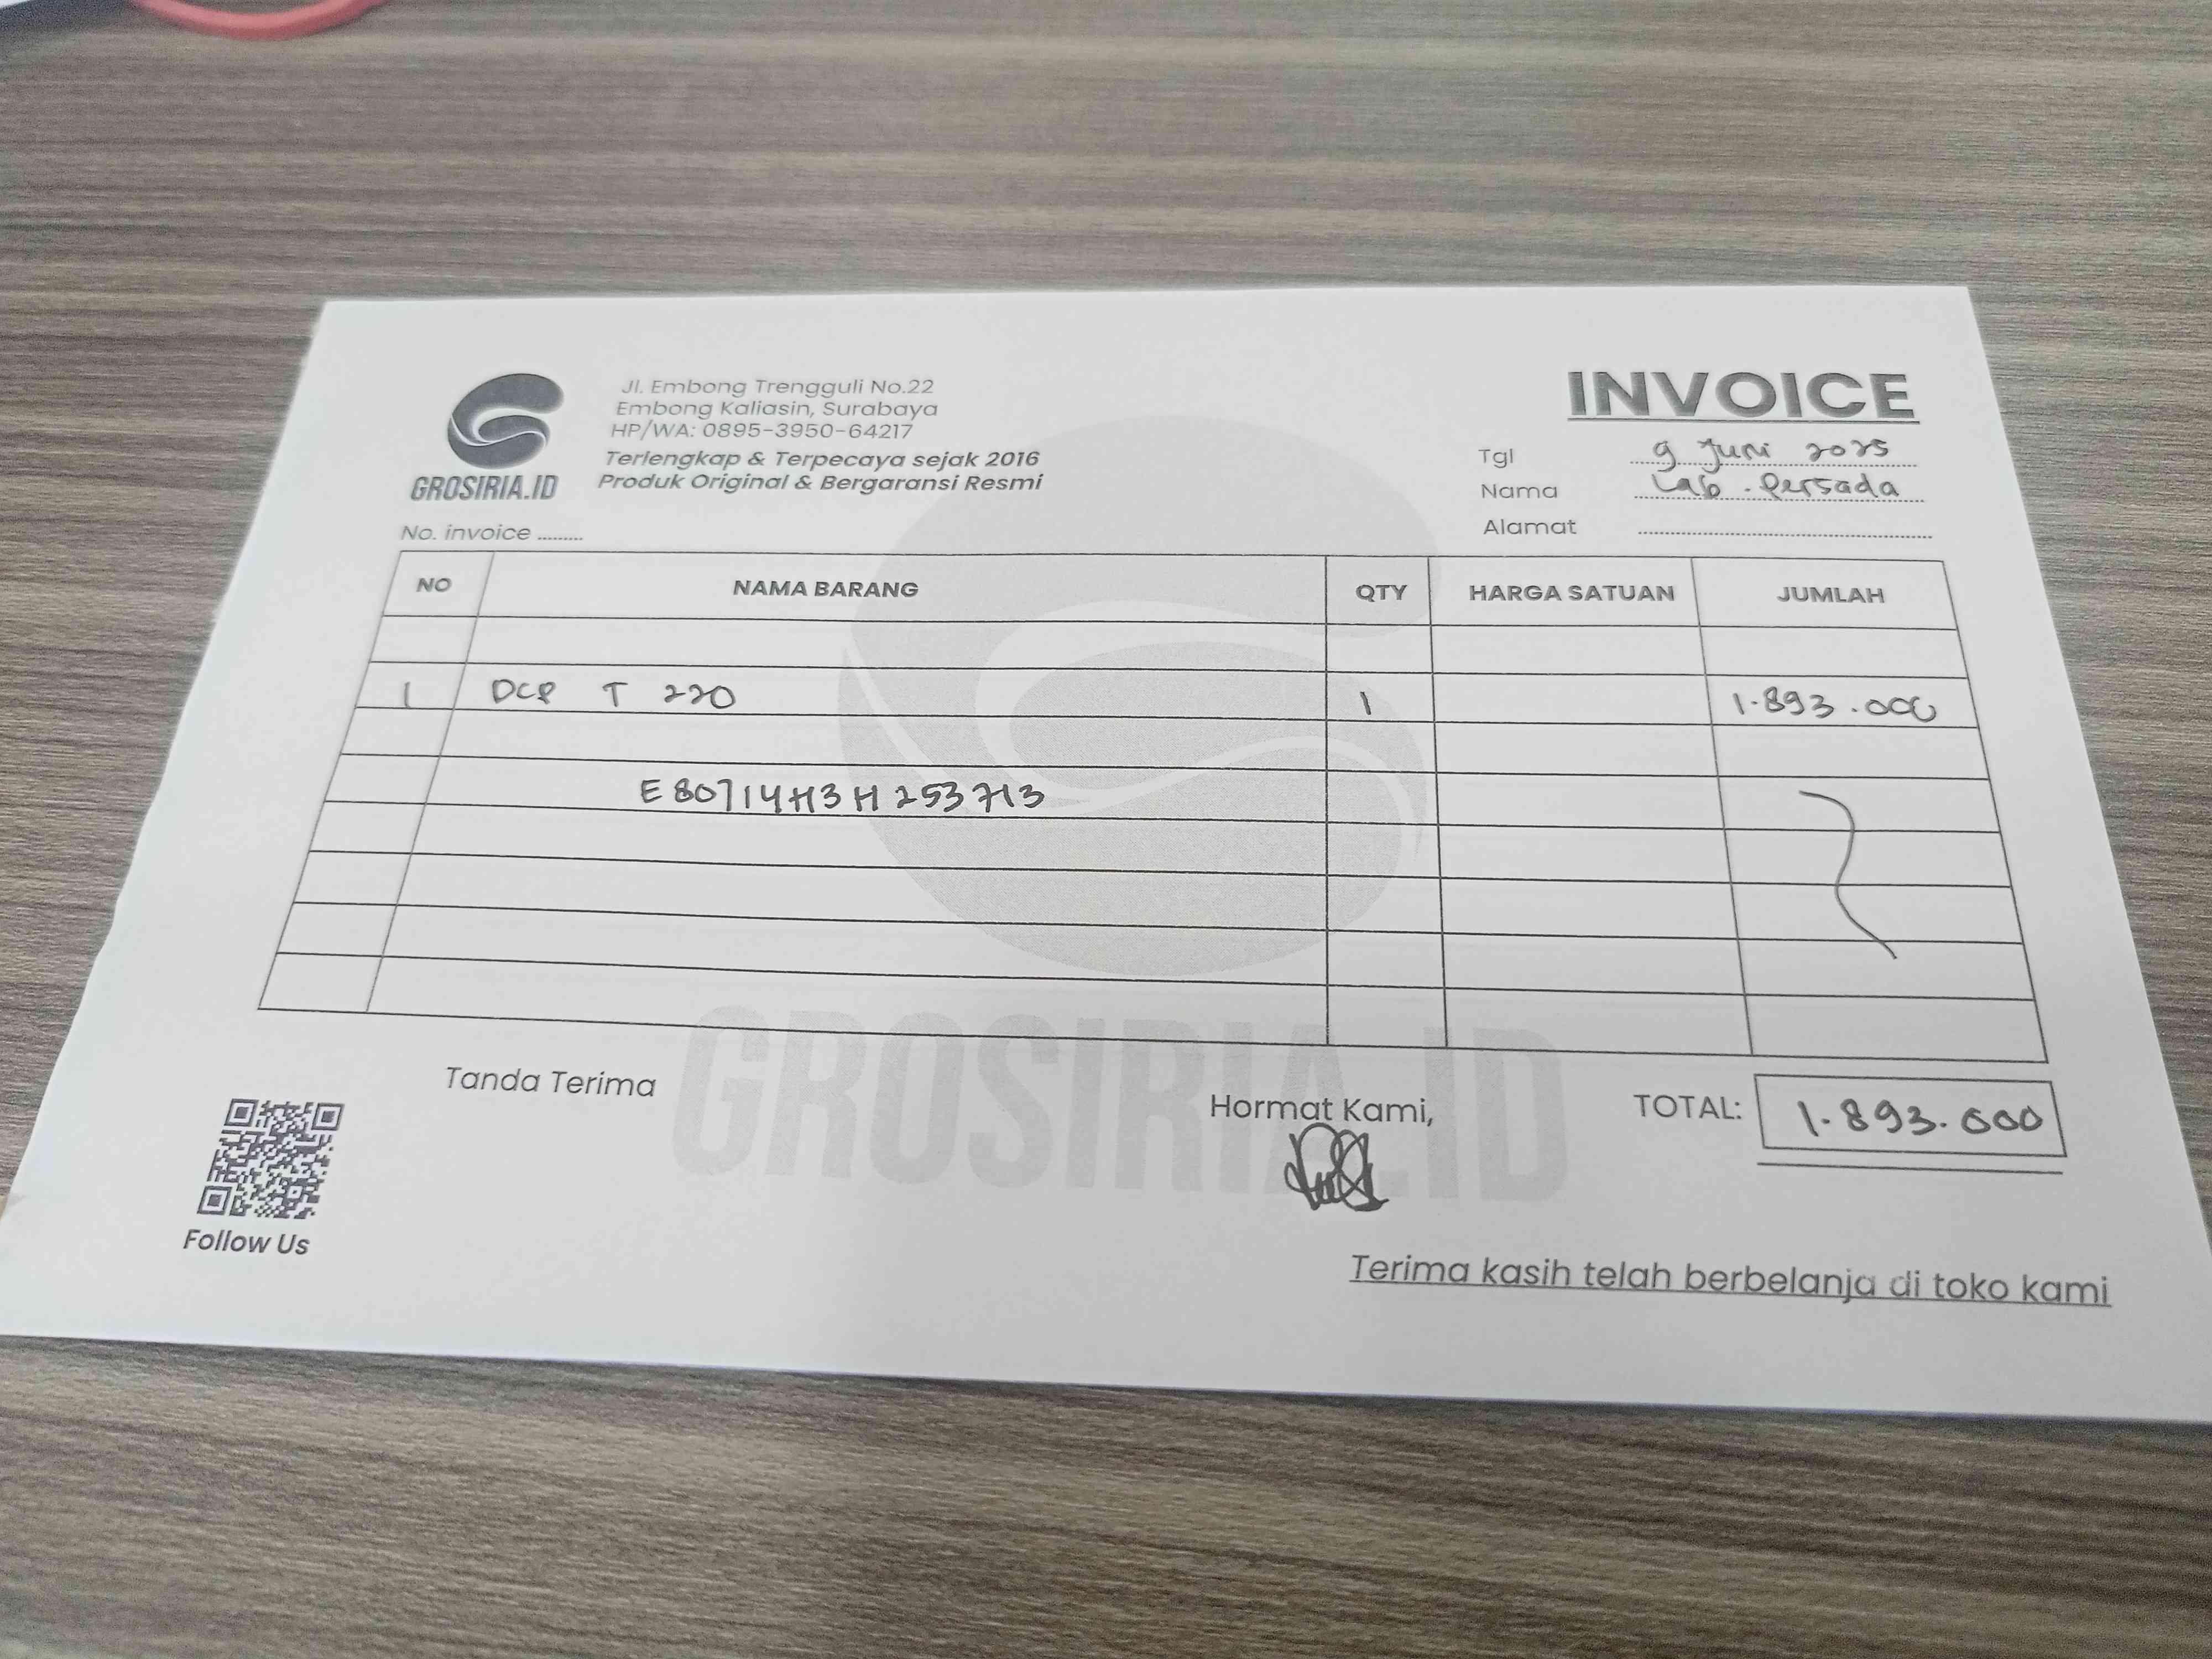 Jl. Embong Trengguli No.22
Embong Kaliasin, Surabaya
HP/WA: 0895-3950-64217
Terlengkap & Terpecaya sejak 2016
Produk Original & Bergaransi Resmi
GROSIRIA.ID
INVOICE
Tgl 9 Juni 2025
Nama Lab. Persada
Alamat
No. invoice ........
NO NAMA BARANG QTY HARGA SATUAN JUMLAH
1 DCP T 220 1 1.893.000
E80714H3H253713
GROSIRIA.ID
Tanda Terima
Hormat Kami,
TOTAL: 1.893.000
Follow Us
Terima kasih telah berbelanja di toko kami